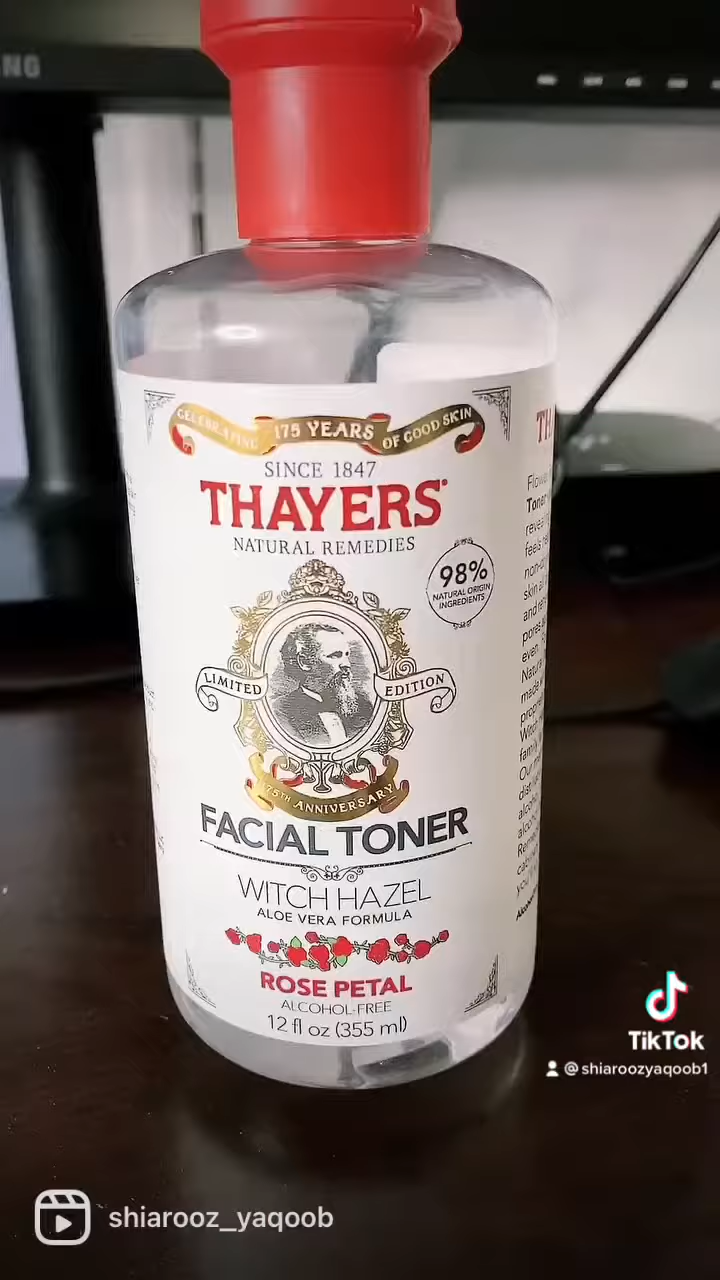 NG
CELEBRATING 175 YEARS OF GOOD SKIN
SINCE 1847
THAYERS
NATURAL REMEDIES
98%
NATURAL ORIGIN
INGREDIENTS
LIMITED EDITION
175TH ANNIVERSARY
FACIAL TONER
WITCH HAZEL
ALOE VERA FORMULA
ROSE PETAL
ALCOHOL-FREE
12 fl oz (355 ml)
TikTok
@shiaroozyaqoob1
shiarooz_yaqoob